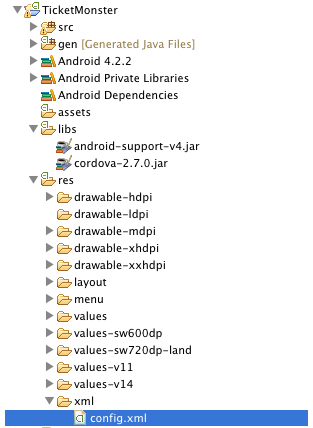 TicketMonster
src
gen [Generated Java Files]
Android 4.2.2
Android Private Libraries
Android Dependencies
assets
libs
android-support-v4.jar
cordova-2.7.0.jar
res
drawable-hdpi
drawable-ldpi
drawable-mdpi
drawable-xhdpi
drawable-xxhdpi
layout
menu
values
values-sw600dp
values-sw720dp-land
values-v11
values-v14
xml
config.xml